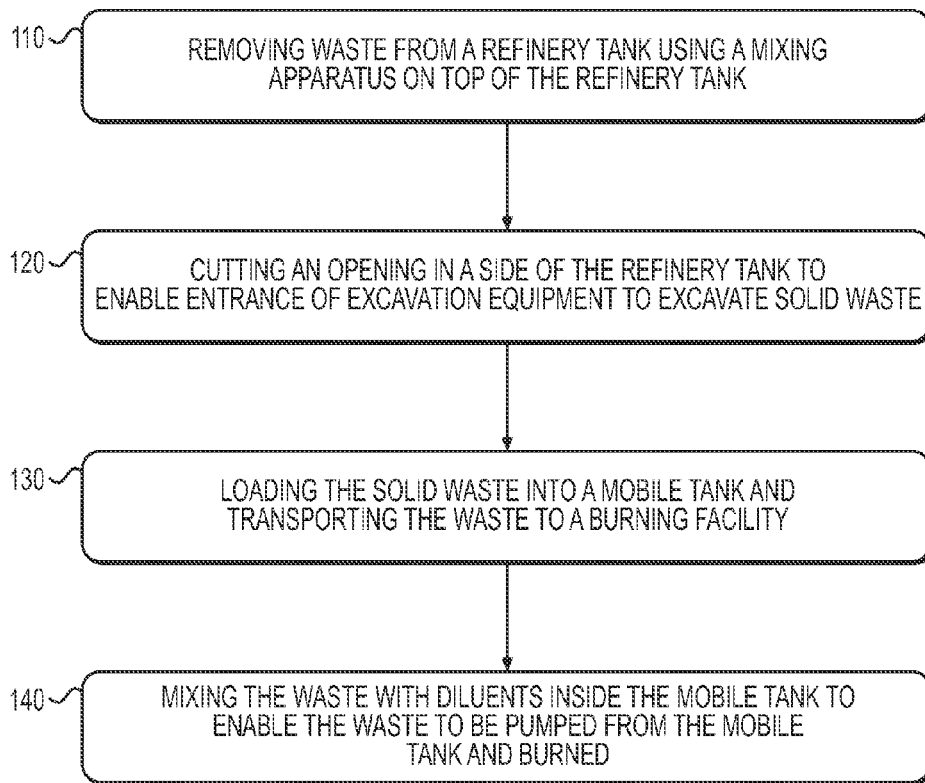 110
REMOVING WASTE FROM A REFINERY TANK USING A MIXING
APPARATUS ON TOP OF THE REFINERY TANK
120
CUTTING AN OPENING IN A SIDE OF THE REFINERY TANK TO
ENABLE ENTRANCE OF EXCAVATION EQUIPMENT TO EXCAVATE SOLID WASTE
130
LOADING THE SOLID WASTE INTO A MOBILE TANK AND
TRANSPORTING THE WASTE TO A BURNING FACILITY
140
MIXING THE WASTE WITH DILUENTS INSIDE THE MOBILE TANK TO
ENABLE THE WASTE TO BE PUMPED FROM THE MOBILE
TANK AND BURNED